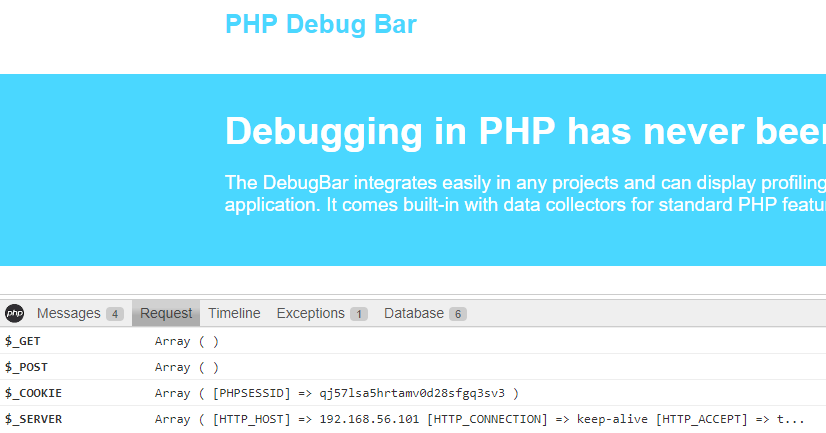 PHP Debug Bar
Debugging in PHP has never been
The DebugBar integrates easily in any projects and can display profiling
application. It comes built-in with data collectors for standard PHP featu
php Messages 4 Request Timeline Exceptions 1 Database 6
$_GET Array ( )
$_POST Array ( )
$_COOKIE Array ( [PHPSESSID] => qj57lsa5hrtamv0d28sfgq3sv3 )
$_SERVER Array ( [HTTP_HOST] => 192.168.56.101 [HTTP_CONNECTION] => keep-alive [HTTP_ACCEPT] => t...